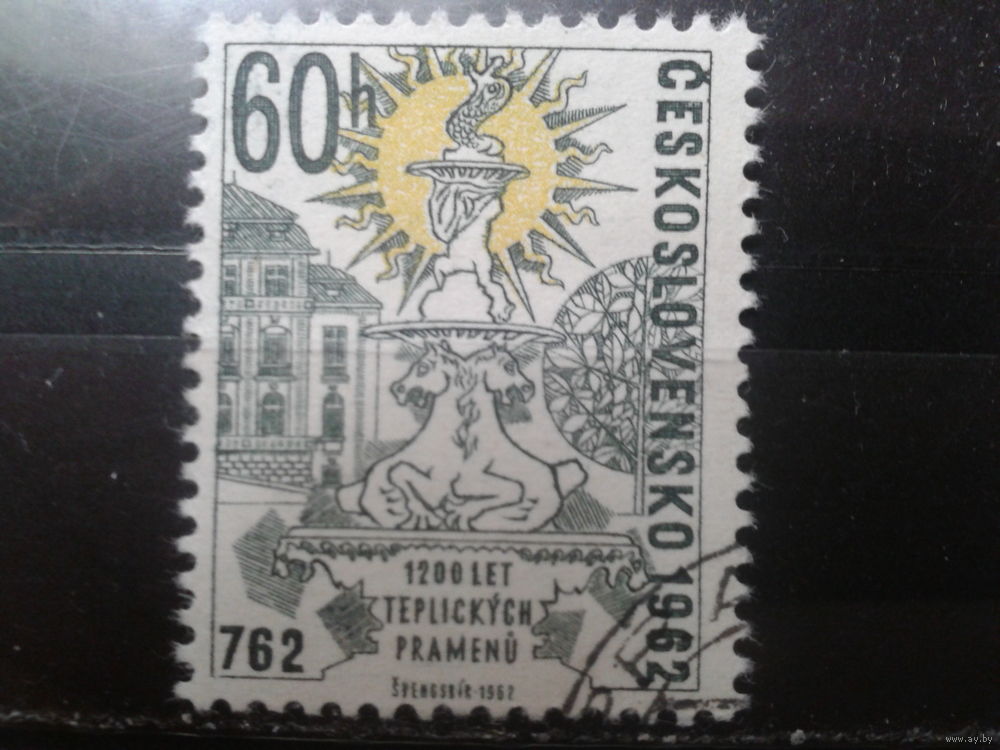 60h
ČESKOSLOVENSKO 1962
1200 LET
TEPLICKÝCH
PRAMENŮ
762
ŠVENGSBÍR-1962
www.ay.by